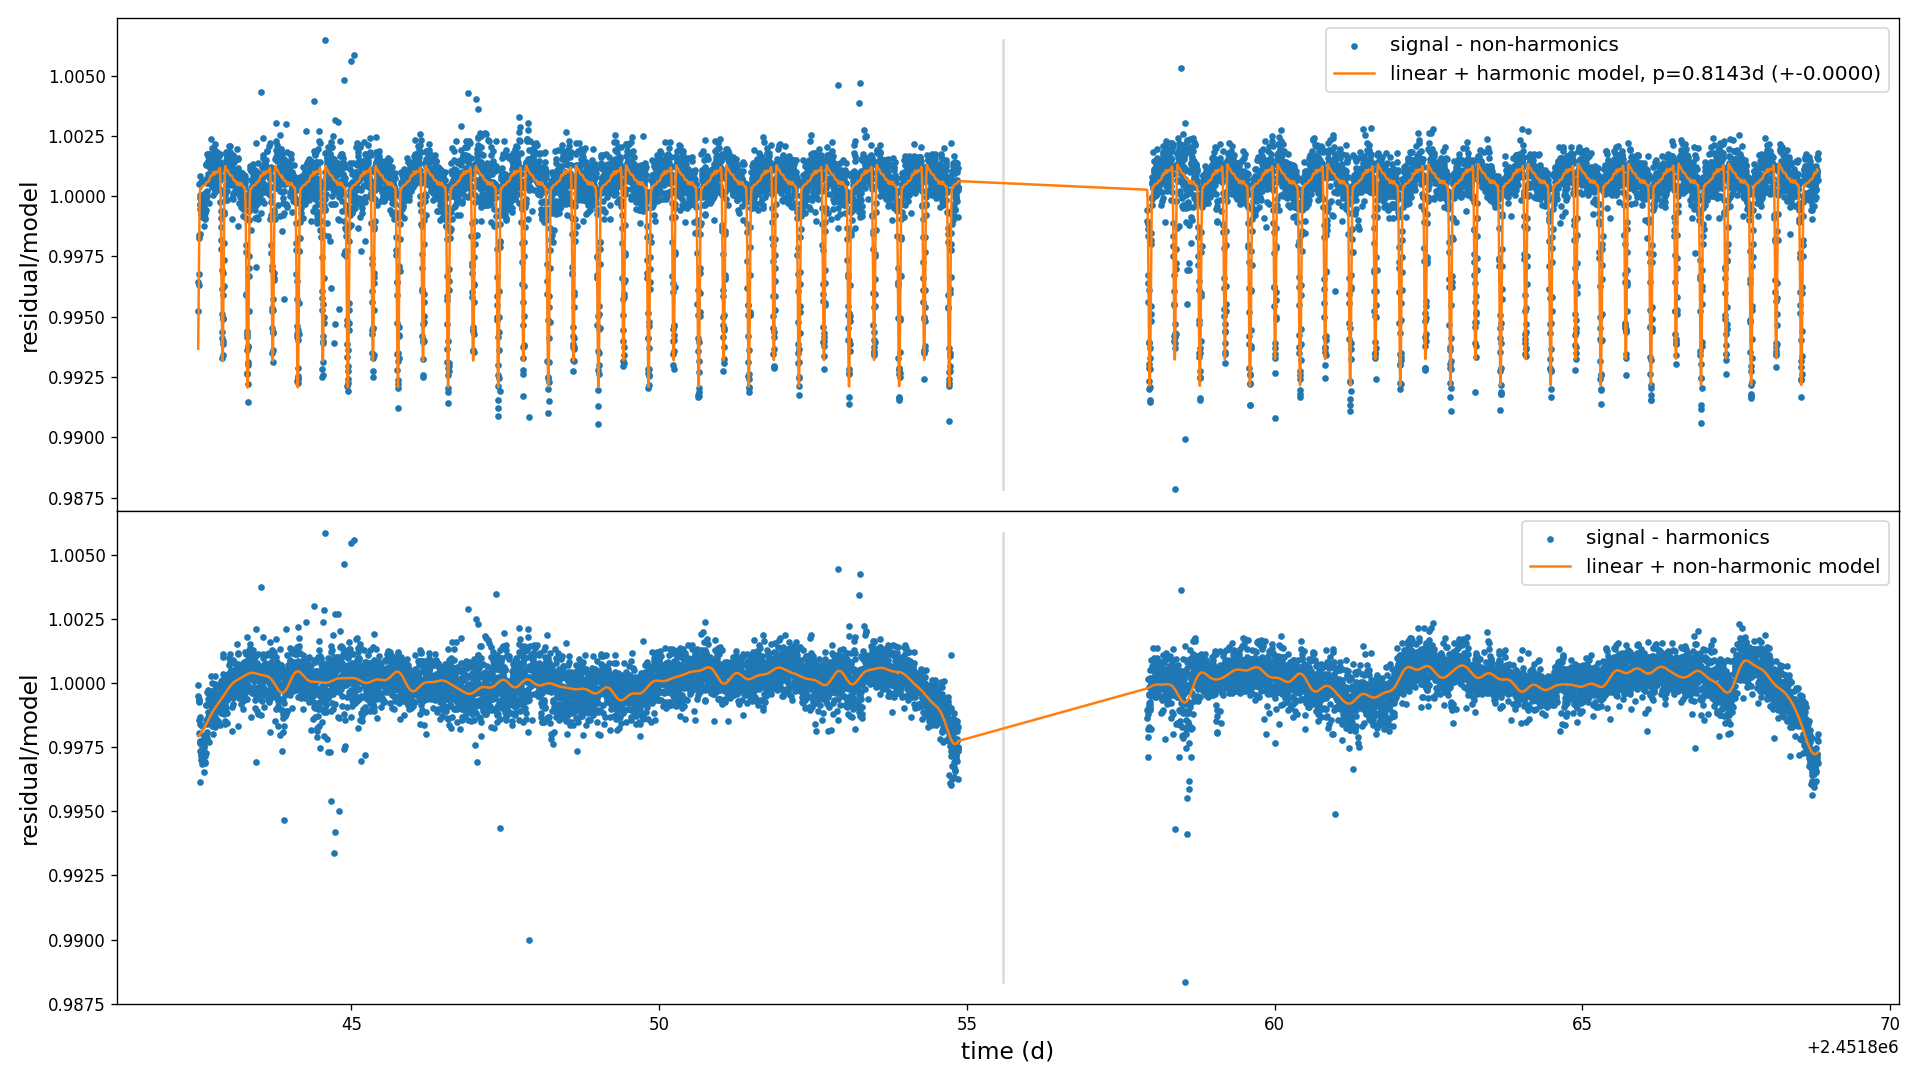 signal - non-harmonics
linear + harmonic model, p=0.8143d (+-0.0000)
1.0050
1.0025
1.0000
0.9975
0.9950
0.9925
0.9900
0.9875
residual/model
signal - harmonics
linear + non-harmonic model
1.0050
1.0025
1.0000
0.9975
0.9950
0.9925
0.9900
0.9875
residual/model
45
50
55
60
65
70
time (d)
+2.4518e6